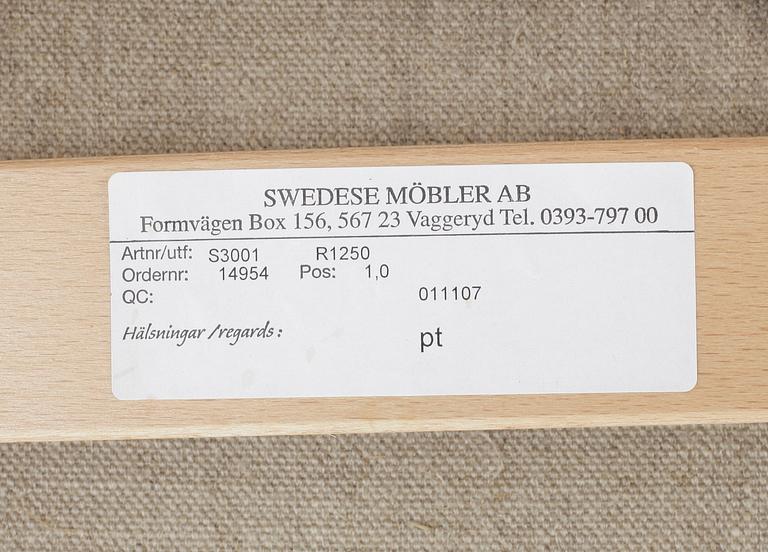 SWEDESE MÖBLER AB
Formvägen Box 156, 567 23 Vaggeryd Tel. 0393-797 00
Artnr/utf: S3001 R1250
Ordernr: 14954 Pos: 1,0
QC: 011107
Hälsningar /regards: pt